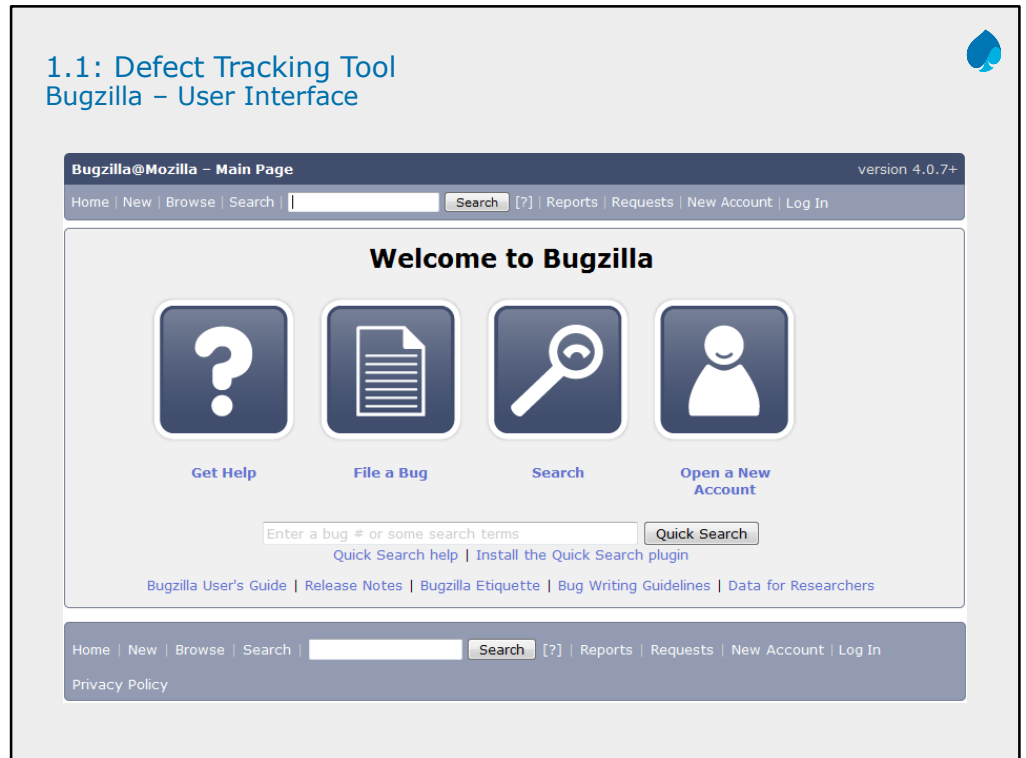 1.1: Defect Tracking Tool
Bugzilla – User Interface
Bugzilla@Mozilla – Main Page version 4.0.7+
Home | New | Browse | Search | Search [?] | Reports | Requests | New Account | Log In
Welcome to Bugzilla
Get Help File a Bug Search Open a New
Account
Enter a bug # or some search terms Quick Search
Quick Search help | Install the Quick Search plugin
Bugzilla User's Guide | Release Notes | Bugzilla Etiquette | Bug Writing Guidelines | Data for Researchers
Home | New | Browse | Search | Search [?] | Reports | Requests | New Account | Log In
Privacy Policy